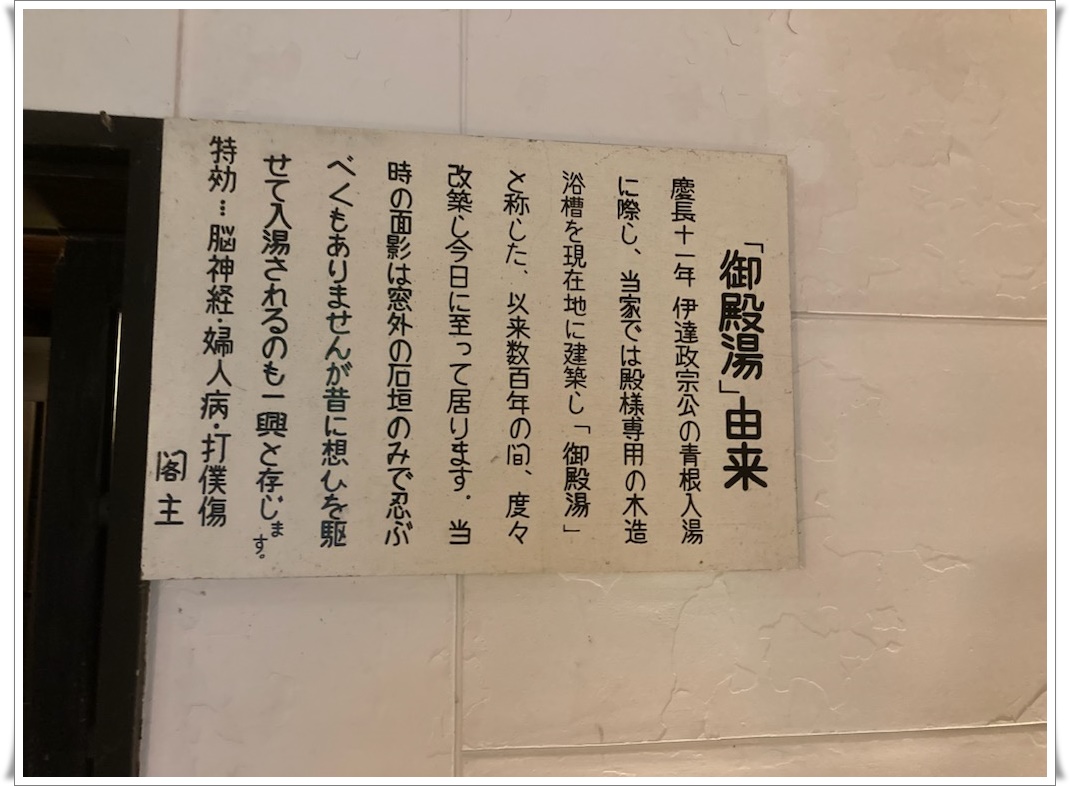 「御殿湯」由来
慶長十一年 伊達政宗公の青根入湯
に際し、当家では殿様専用の木造
浴槽を現在地に建築し「御殿湯」
と称した、以来数百年の間、度々
改築し今日に至って居ります。当
時の面影は窓外の石垣のみで忍ぶ
べくもありませんが昔に想ひを駆
せて入湯されるのも一興と存じます。
特効…脳神経・婦人病・打僕傷
閣主